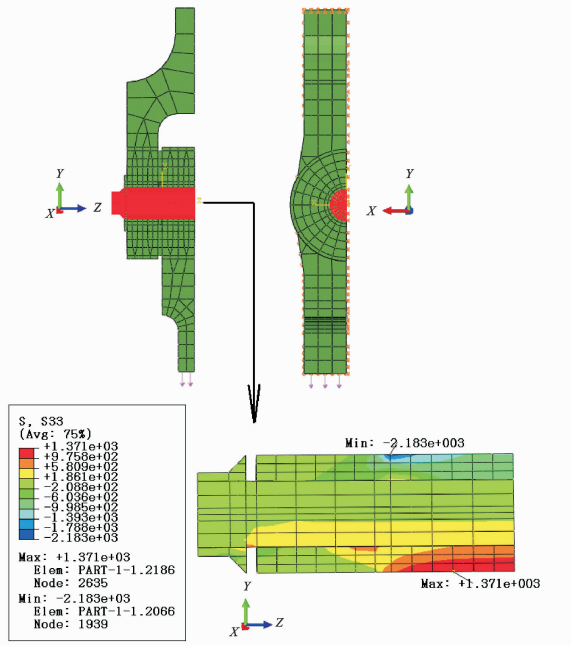 Y
X
Z
Y
X
S, S33
(Avg: 75%)
+1.371e+03
+9.758e+02
+5.809e+02
+1.861e+02
-2.088e+02
-6.036e+02
-9.985e+02
-1.393e+03
-1.788e+03
-2.183e+03
Max: +1.371e+03
Elem: PART-1-1.2186
Node: 2635
Min: -2.183e+03
Elem: PART-1-1.2066
Node: 1939
Min: -2.183e+003
Max: +1.371e+003
Y
X
Z